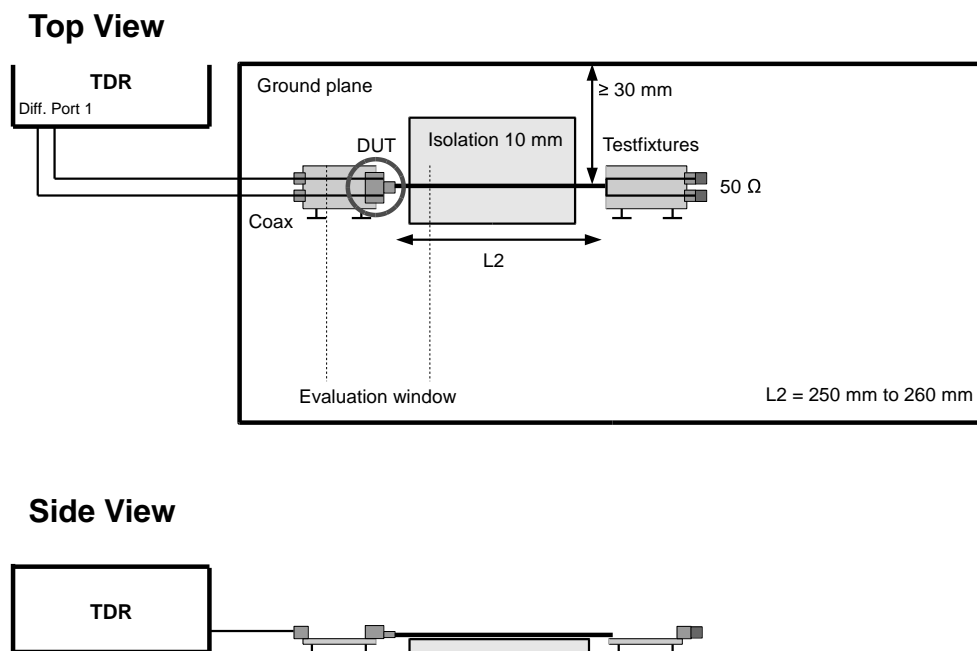 Top View
TDR
Diff. Port 1
Ground plane
≥ 30 mm
DUT
Isolation 10 mm
Testfixtures
50 Ω
Coax
L2
Evaluation window
L2 = 250 mm to 260 mm
Side View
TDR